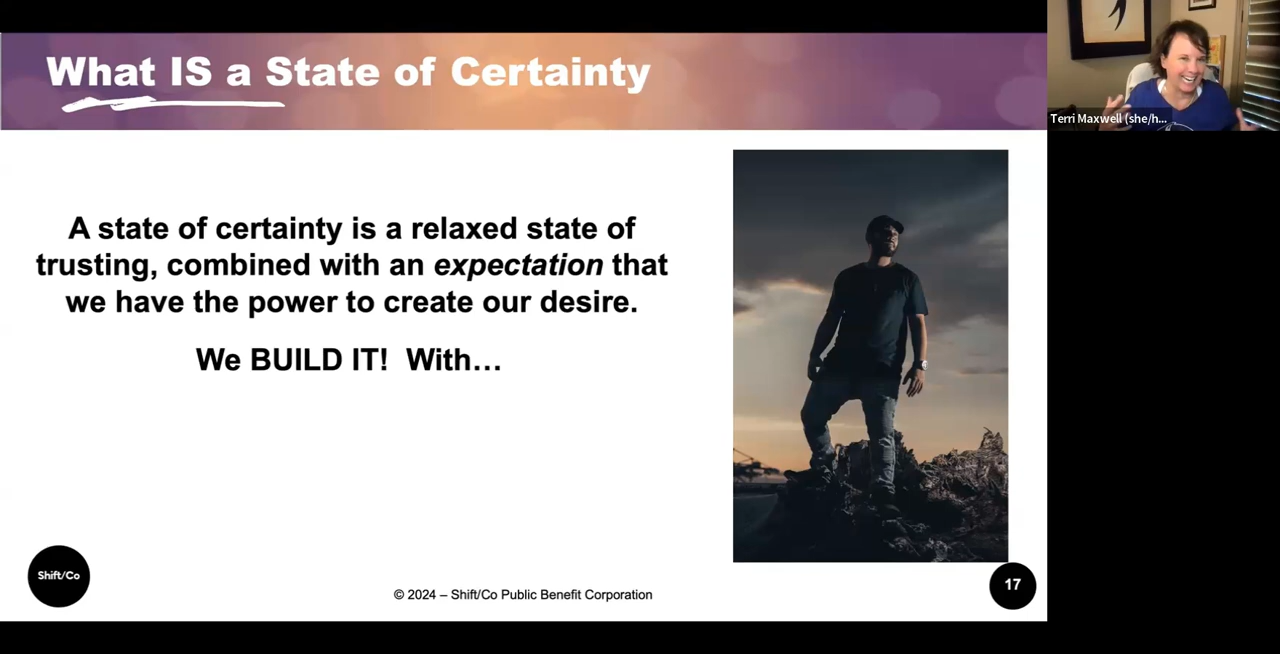 What IS a State of Certainty
Terri Maxwell (she/h...
A state of certainty is a relaxed state of
trusting, combined with an expectation that
we have the power to create our desire.
We BUILD IT!  With…
Shift/Co
© 2024 – Shift/Co Public Benefit Corporation
17